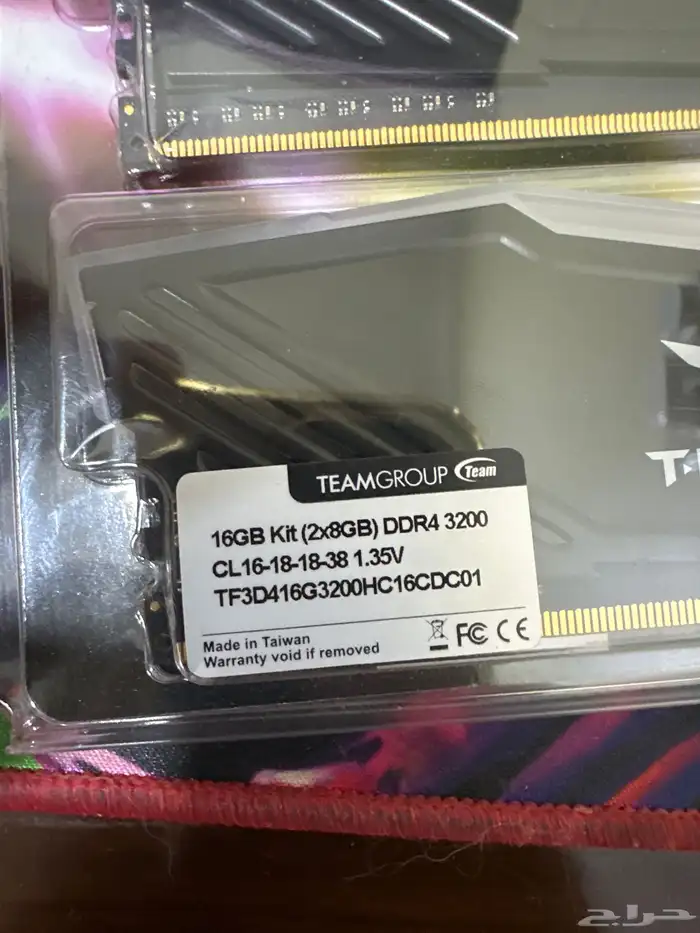 TEAMGROUP Team
16GB Kit (2x8GB) DDR4 3200
CL16-18-18-38 1.35V
TF3D416G3200HC16CDC01
Made in Taiwan
Warranty void if removed
FC CE
T-
حراج